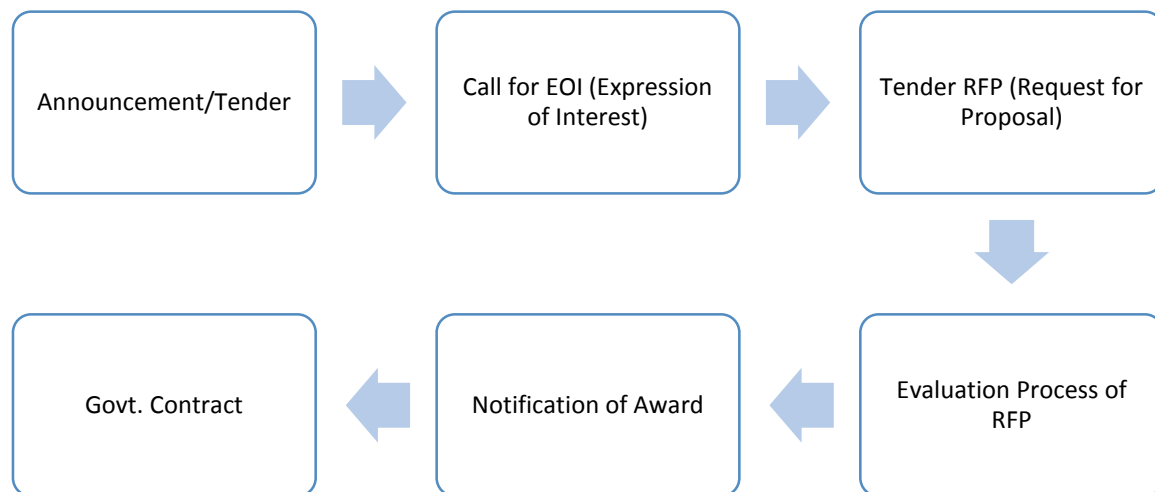 Announcement/Tender
Call for EOI (Expression
of Interest)
Tender RFP (Request for
Proposal)
Evaluation Process of
RFP
Notification of Award
Govt. Contract